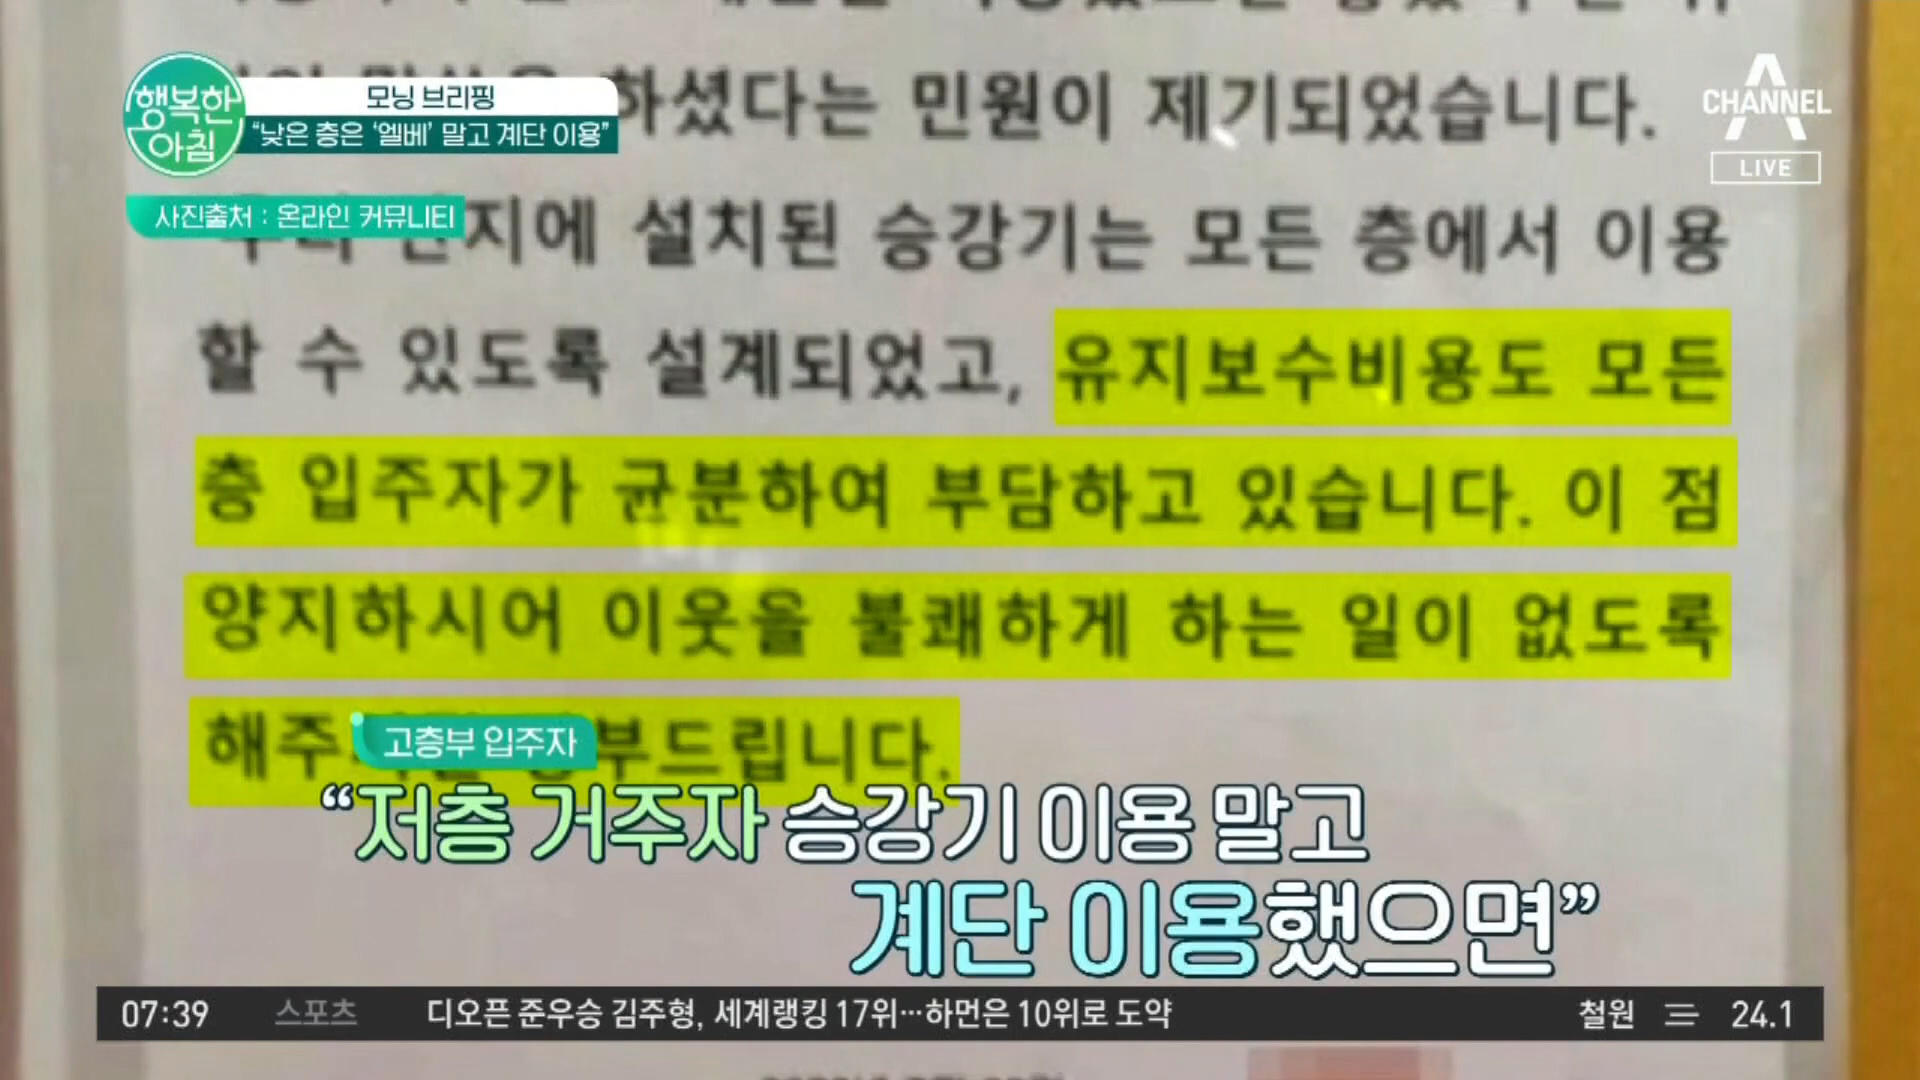 행복한
아침
모닝 브리핑
“낮은 층은 ‘엘베’ 말고 계단 이용”
사진출처 : 온라인 커뮤니티
CHANNEL A
LIVE
하셨다는 민원이 제기되었습니다.
단지에 설치된 승강기는 모든 층에서 이용
할 수 있도록 설계되었고, 유지보수비용도 모든
층 입주자가 균분하여 부담하고 있습니다. 이 점
양지하시어 이웃을 불쾌하게 하는 일이 없도록
해주 부드립니다.
고층부 입주자
“저층 거주자 승강기 이용 말고
계단 이용했으면”
07:39 스포츠 디오픈 준우승 김주형, 세계랭킹 17위…하먼은 10위로 도약 철원 24.1